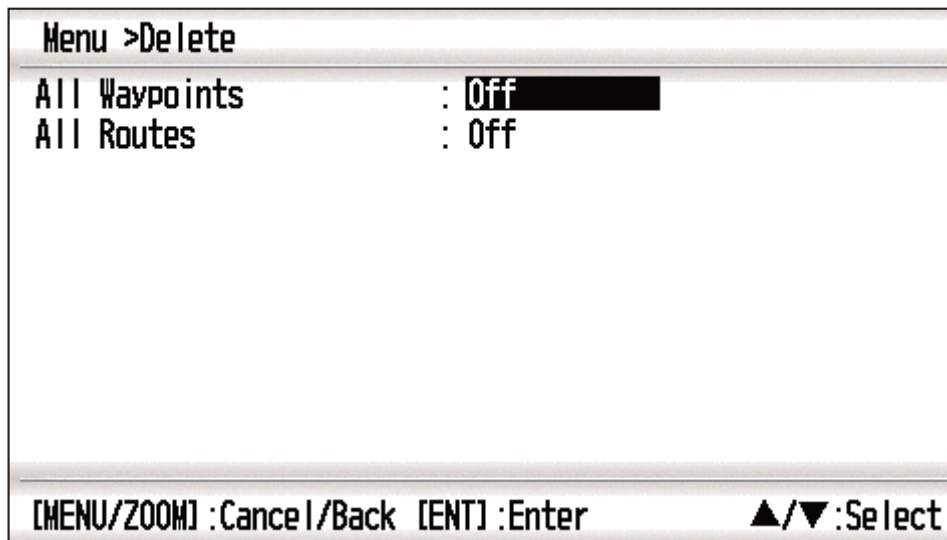 Menu >Delete
All Waypoints : Off
All Routes : Off
[MENU/ZOOM] :Cancel/Back [ENT] :Enter ▲/▼:Select